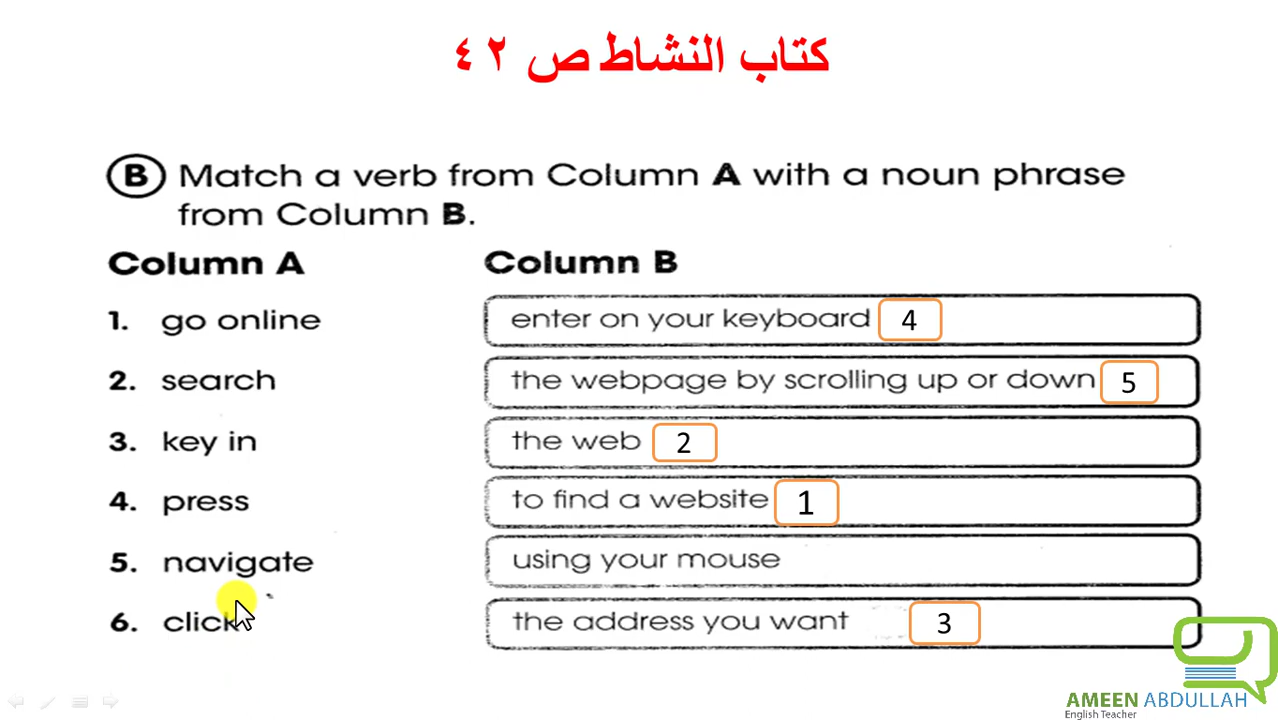 كتاب النشاط ص ٤٢
B Match a verb from Column A with a noun phrase
from Column B.
Column A Column B
1. go online enter on your keyboard 4
2. search the webpage by scrolling up or down 5
3. key in the web 2
4. press to find a website 1
5. navigate using your mouse
6. click the address you want 3
AMEEN ABDULLAH
English Teacher